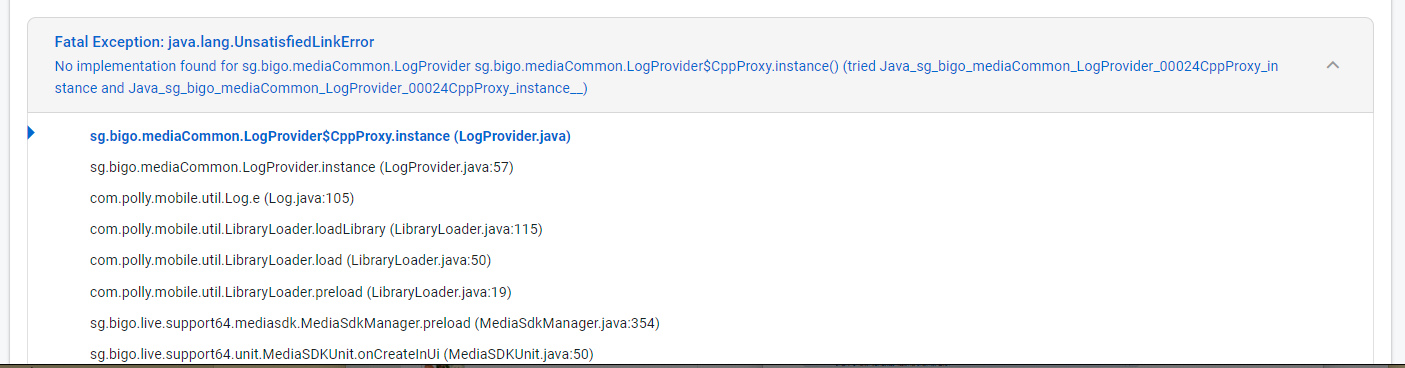 Fatal Exception: java.lang.UnsatisfiedLinkError
No implementation found for sg.bigo.mediaCommon.LogProvider sg.bigo.mediaCommon.LogProvider$CppProxy.instance() (tried Java_sg_bigo_mediaCommon_LogProvider_00024CppProxy_in
stance and Java_sg_bigo_mediaCommon_LogProvider_00024CppProxy_instance__)
sg.bigo.mediaCommon.LogProvider$CppProxy.instance (LogProvider.java)
sg.bigo.mediaCommon.LogProvider.instance (LogProvider.java:57)
com.polly.mobile.util.Log.e (Log.java:105)
com.polly.mobile.util.LibraryLoader.loadLibrary (LibraryLoader.java:115)
com.polly.mobile.util.LibraryLoader.load (LibraryLoader.java:50)
com.polly.mobile.util.LibraryLoader.preload (LibraryLoader.java:19)
sg.bigo.live.support64.mediasdk.MediaSdkManager.preload (MediaSdkManager.java:354)
sg.bigo.live.support64.unit.MediaSDKUnit.onCreateInUi (MediaSDKUnit.java:50)